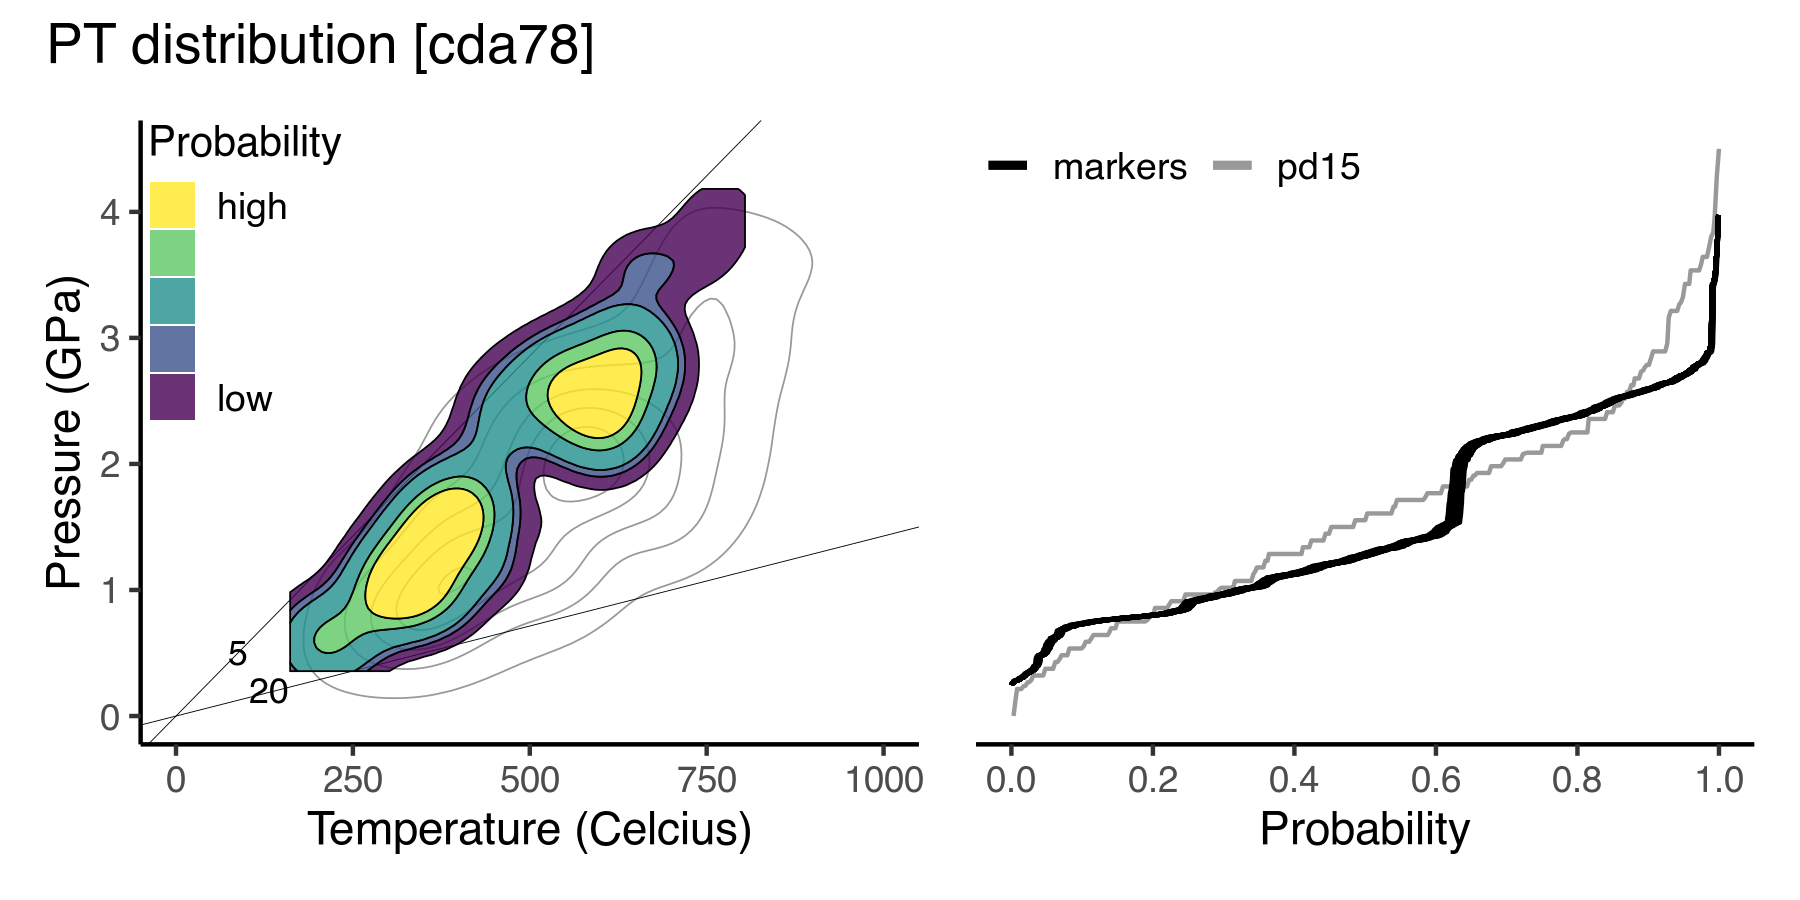 PT distribution [cda78]
Probability
high
low
Pressure (GPa)
4
3
2
1
0
5
20
0 250 500 750 1000
Temperature (Celcius)
markers pd15
0.0 0.2 0.4 0.6 0.8 1.0
Probability